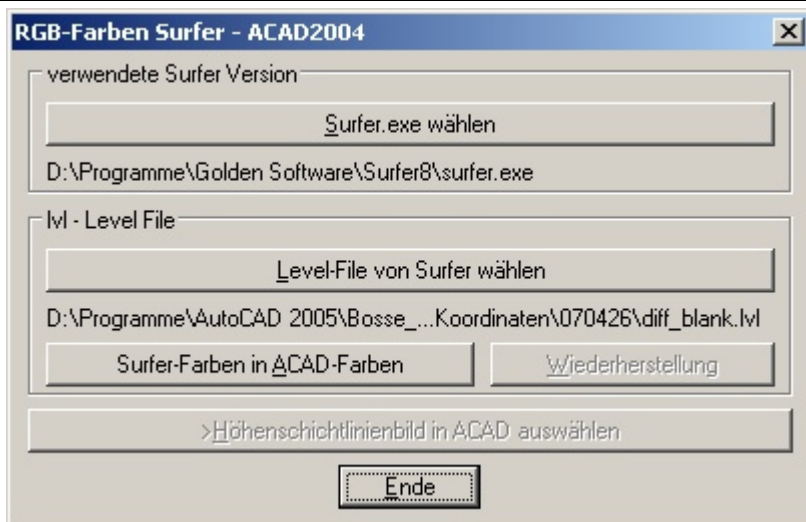 RGB-Farben Surfer - ACAD2004
verwendete Surfer Version
Surfer.exe wählen
D:\Programme\Golden Software\Surfer8\surfer.exe
lvl - Level File
Level-File von Surfer wählen
D:\Programme\AutoCAD 2005\Bosse_...Koordinaten\070426\diff_blank.lvl
Surfer-Farben in ACAD-Farben
Wiederherstellung
>Höhenschichtlinienbild in ACAD auswählen
Ende